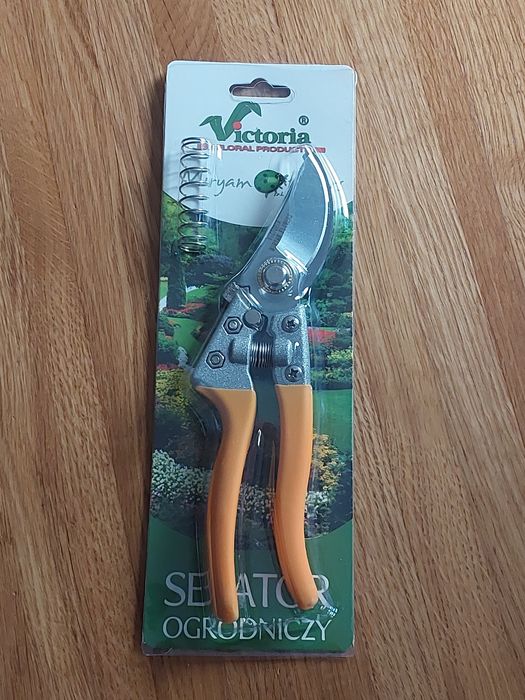 Victoria ®
FLORAL PRODUCTS
SEKATOR
OGRODNICZY